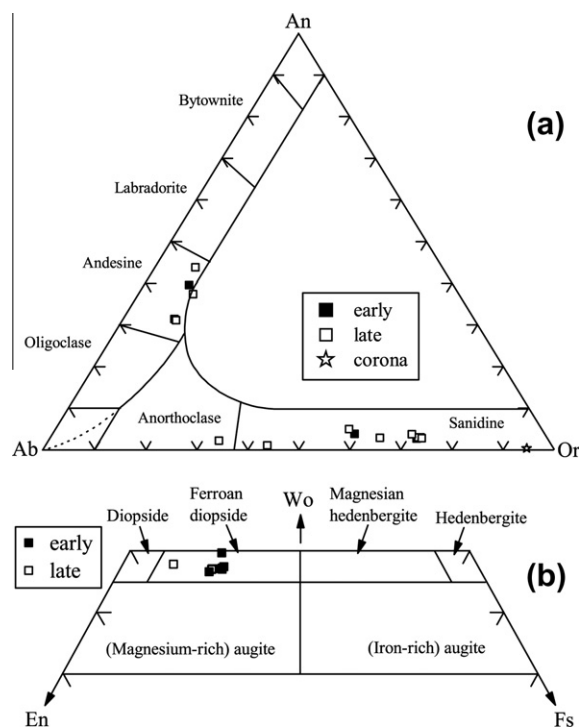 An
(a)
Bytownite
Labradorite
Andesine
Oligoclase
early
late
corona
Anorthoclase
Sanidine
Ab
Or
Diopside
Ferroan
diopside
Wo
Magnesian
hedenbergite
Hedenbergite
early
late
(b)
(Magnesium-rich) augite
(Iron-rich) augite
En
Fs